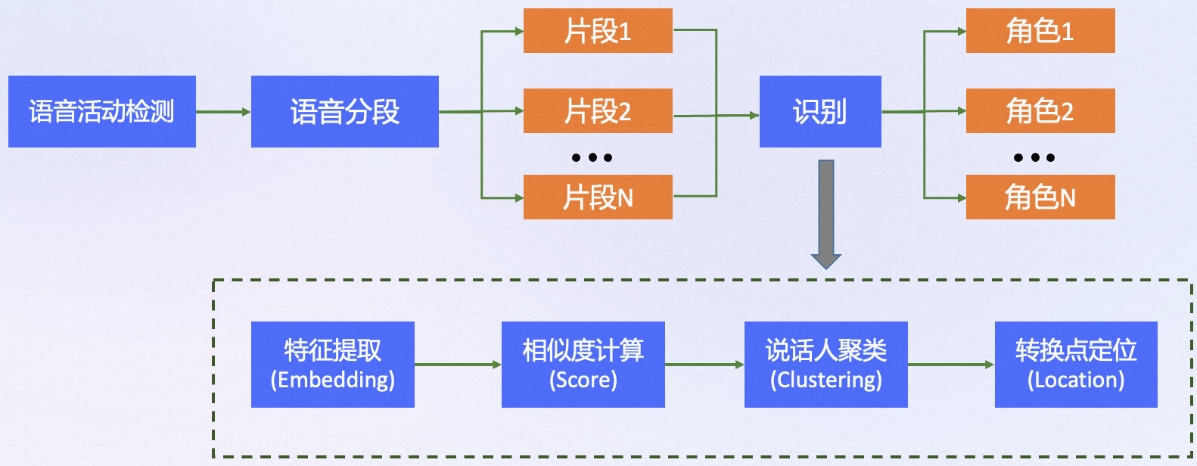 语音活动检测
语音分段
片段1
片段2
•••
片段N
识别
角色1
角色2
•••
角色N
特征提取
(Embedding)
相似度计算
(Score)
说话人聚类
(Clustering)
转换点定位
(Location)